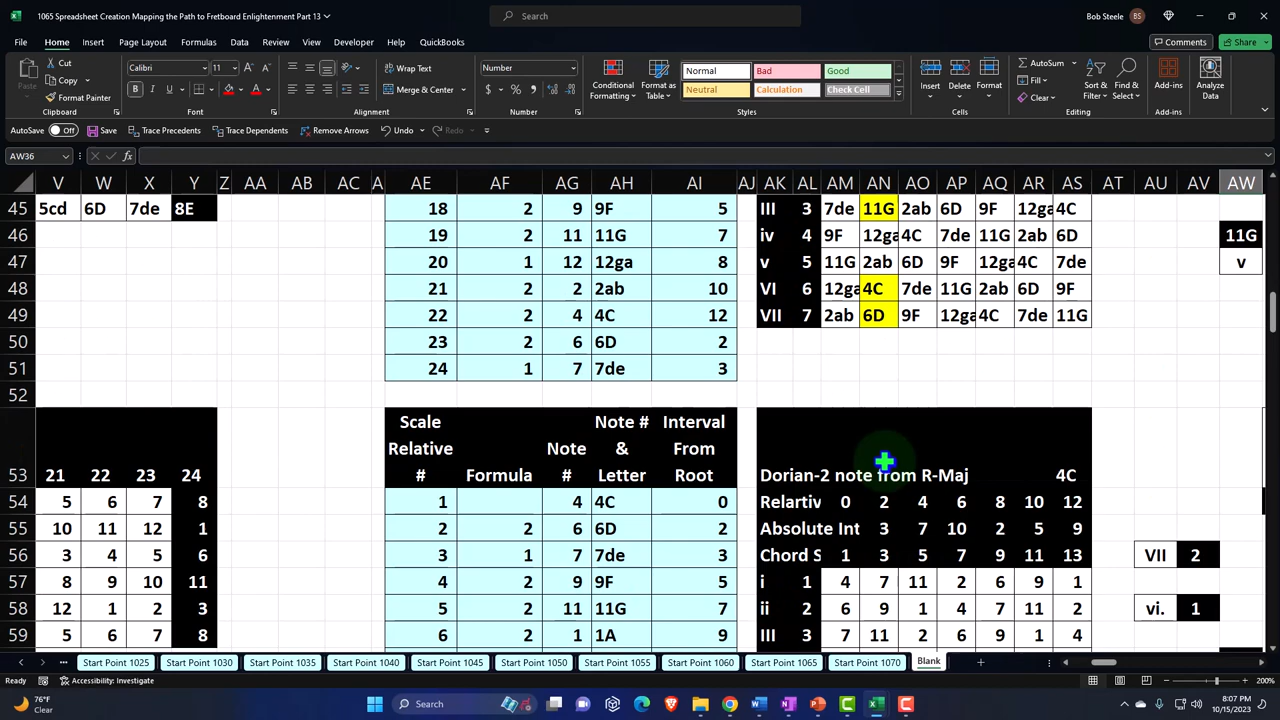 1065 Spreadsheet Creation Mapping the Path to Fretboard Enlightenment Part 13
Search
Bob Steele BS
File Home Insert Page Layout Formulas Data Review View Developer Help QuickBooks
Comments Share
Paste Cut Calibri 11 Wrap Text Number
Copy
Format Painter Merge & Center
Conditional Formatting Format as Table
Normal Bad Good
Neutral Calculation Check Cell
Insert Delete Format
AutoSum Fill Clear
Sort & Filter Find & Select Add-ins Analyze Data
Clipboard Font Alignment Number Styles Cells Editing Add-ins
AutoSave Off Save Trace Precedents Trace Dependents Remove Arrows Undo Redo
AW36 fx
V W X Y Z AA AB AC A AE AF AG AH AI AJ AK AL AM AN AO AP AQ AR AS AT AU AV AW
45 5cd 6D 7de 8E 18 2 9 9F 5 III 3 7de 11G 2ab 6D 9F 12ga 4C
46 19 2 11 11G 7 iv 4 9F 12ga 4C 7de 11G 2ab 6D 11G
47 20 1 12 12ga 8 v 5 11G 2ab 6D 9F 12ga 4C 7de v
48 21 2 2 2ab 10 VI 6 12ga 4C 7de 11G 2ab 6D 9F
49 22 2 4 4C 12 VII 7 2ab 6D 9F 12ga 4C 7de 11G
50 23 2 6 6D 2
51 24 1 7 7de 3
52
Scale Note # Interval
Relative Note & From
53 21 22 23 24 # Formula # Letter Root Dorian-2 note from R-Maj 4C
54 5 6 7 8 1 4 4C 0 Relartiv 0 2 4 6 8 10 12
55 10 11 12 1 2 2 6 6D 2 Absolute Int 3 7 10 2 5 9
56 3 4 5 6 3 1 7 7de 3 Chord S 1 3 5 7 9 11 13 VII 2
57 8 9 10 11 4 2 9 9F 5 i 1 4 7 11 2 6 9 1
58 12 1 2 3 5 2 11 11G 7 ii 2 6 9 1 4 7 11 2 vi. 1
59 5 6 7 8 6 2 1 1A 9 III 3 7 11 2 6 9 1 4
Start Point 1025 Start Point 1030 Start Point 1035 Start Point 1040 Start Point 1045 Start Point 1050 Start Point 1055 Start Point 1060 Start Point 1065 Start Point 1070 Blank
Ready Accessibility: Investigate 200%
76°F
Clear
Search
8:07 PM
10/15/2023